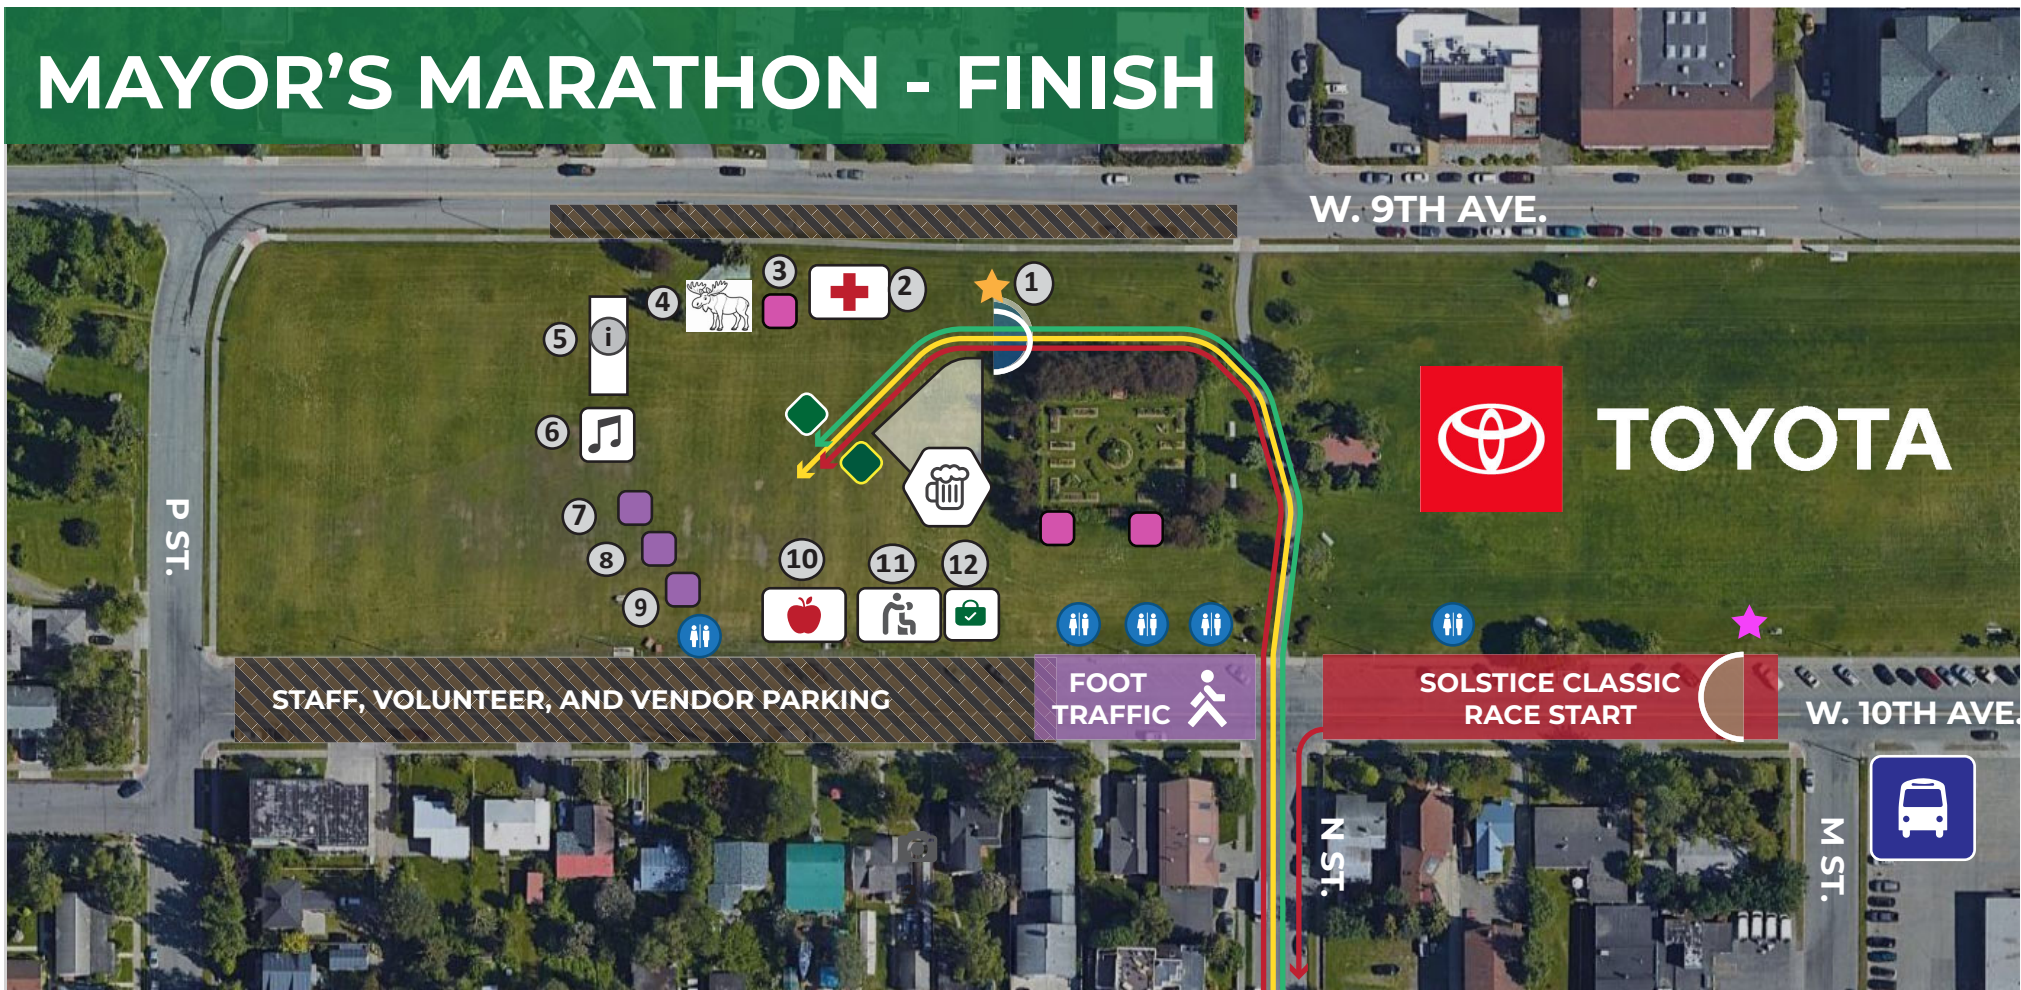 MAYOR'S MARATHON - FINISH
W. 9TH AVE.
1
2
3
4
5
i
6
TOYOTA
P ST.
7
8
9
10
11
12
STAFF, VOLUNTEER, AND VENDOR PARKING
FOOT
TRAFFIC
SOLSTICE CLASSIC
RACE START
W. 10TH AVE.
N ST.
M ST.